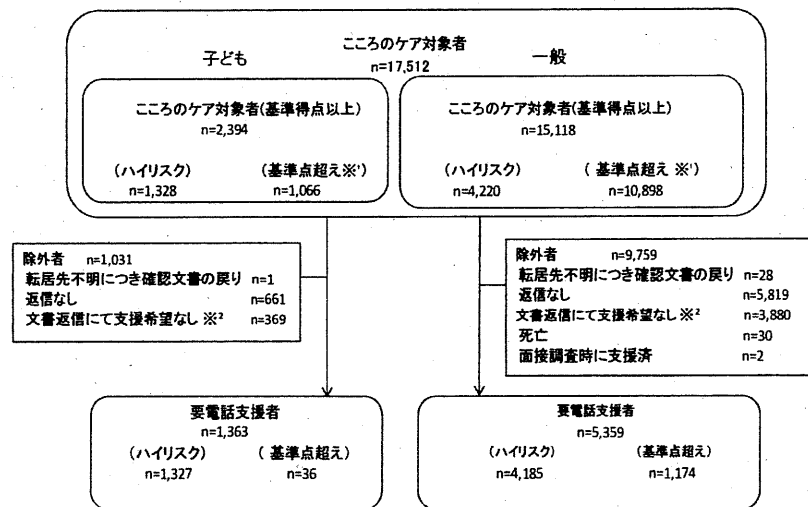 こころのケア対象者
子ども n=17,512 一般
こころのケア対象者(基準得点以上)
n=2,394
(ハイリスク) (基準点超え※¹)
n=1,328 n=1,066
こころのケア対象者(基準得点以上)
n=15,118
(ハイリスク) ( 基準点超え ※¹)
n=4,220 n=10,898
除外者 n=1,031
転居先不明につき確認文書の戻り n=1
返信なし n=661
文書返信にて支援希望なし ※² n=369
除外者 n=9,759
転居先不明につき確認文書の戻り n=28
返信なし n=5,819
文書返信にて支援希望なし ※² n=3,880
死亡 n=30
面接調査時に支援済 n=2
要電話支援者
n=1,363
(ハイリスク) ( 基準点超え)
n=1,327 n=36
要電話支援者
n=5,359
(ハイリスク) (基準点超え)
n=4,185 n=1,174